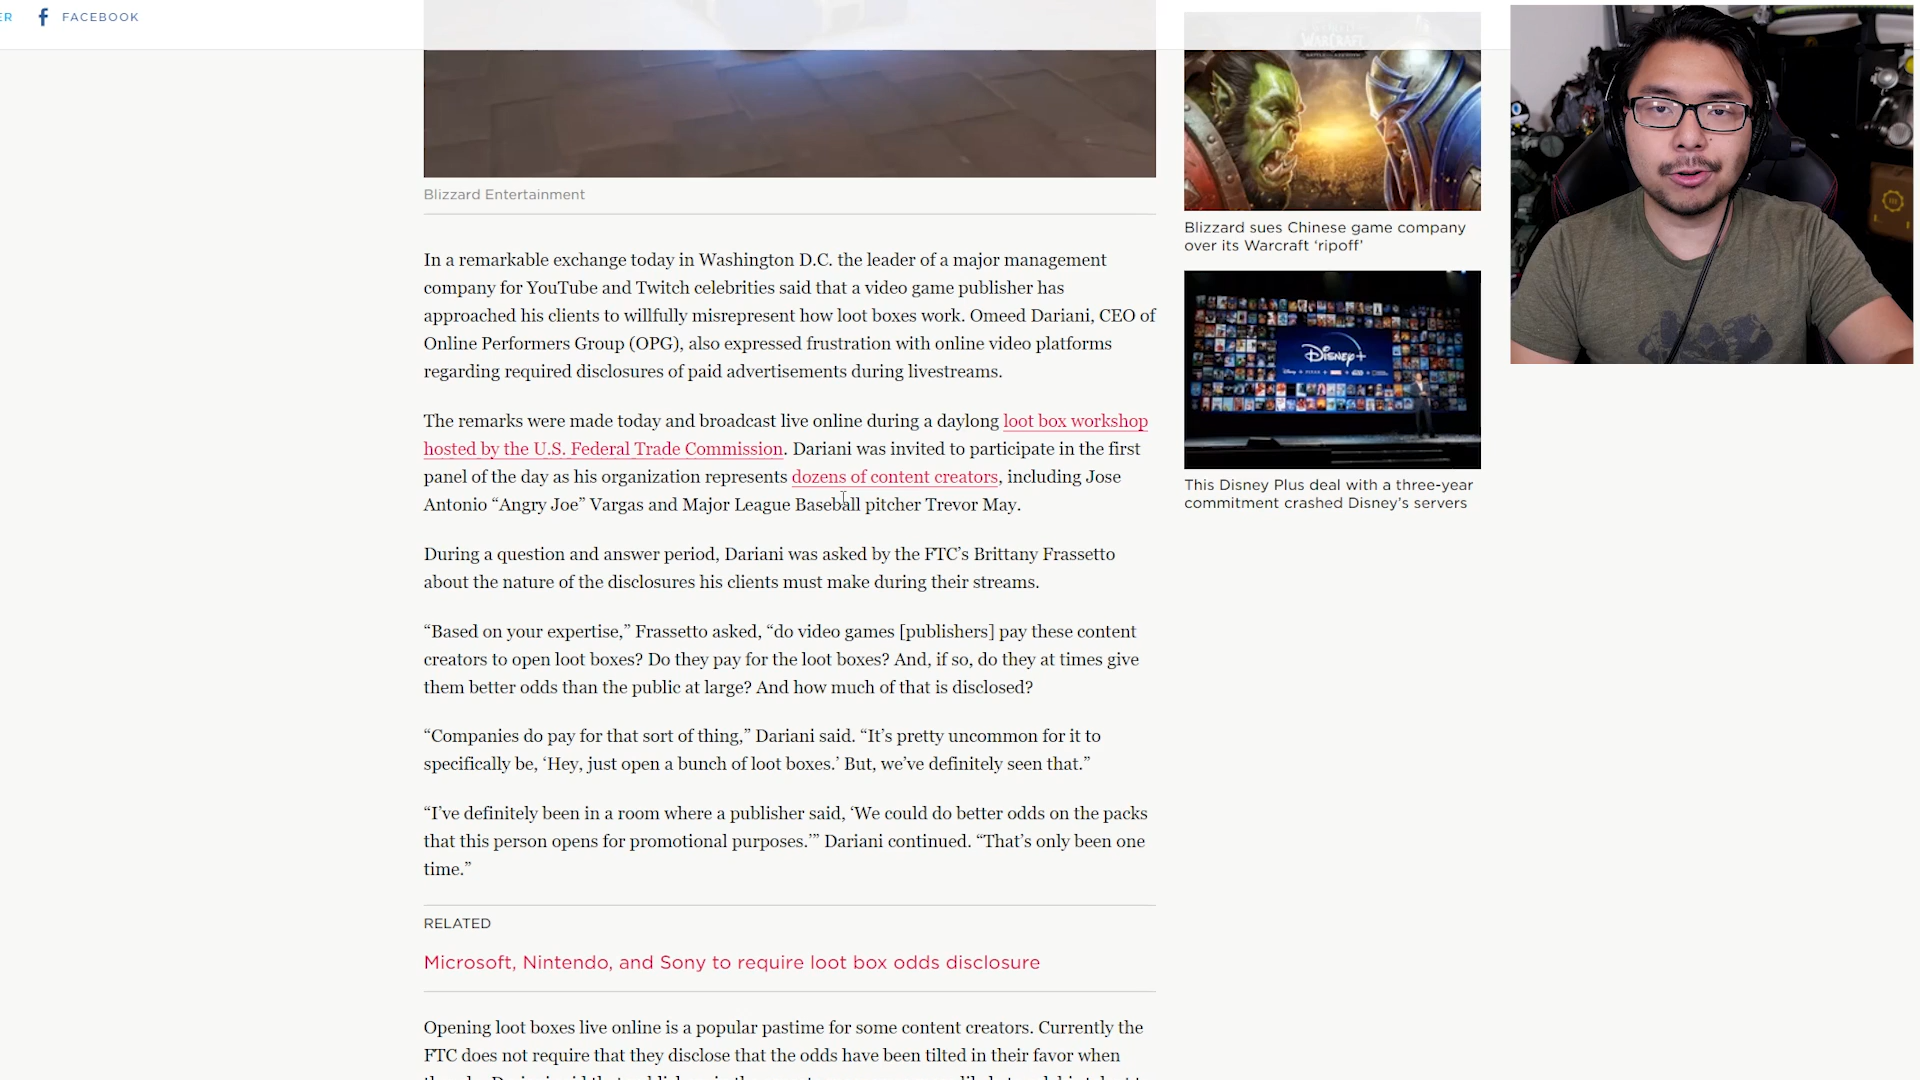 ER
FACEBOOK
WARCRAFT
Blizzard Entertainment
Blizzard sues Chinese game company
over its Warcraft ‘ripoff’
In a remarkable exchange today in Washington D.C. the leader of a major management
company for YouTube and Twitch celebrities said that a video game publisher has
approached his clients to willfully misrepresent how loot boxes work. Omeed Dariani, CEO of
Online Performers Group (OPG), also expressed frustration with online video platforms
regarding required disclosures of paid advertisements during livestreams.
Disney+
The remarks were made today and broadcast live online during a daylong loot box workshop
hosted by the U.S. Federal Trade Commission. Dariani was invited to participate in the first
panel of the day as his organization represents dozens of content creators, including Jose
Antonio “Angry Joe” Vargas and Major League Baseball pitcher Trevor May.
This Disney Plus deal with a three-year
commitment crashed Disney’s servers
During a question and answer period, Dariani was asked by the FTC’s Brittany Frassetto
about the nature of the disclosures his clients must make during their streams.
“Based on your expertise,” Frassetto asked, “do video games [publishers] pay these content
creators to open loot boxes? Do they pay for the loot boxes? And, if so, do they at times give
them better odds than the public at large? And how much of that is disclosed?
“Companies do pay for that sort of thing,” Dariani said. “It’s pretty uncommon for it to
specifically be, ‘Hey, just open a bunch of loot boxes.’ But, we’ve definitely seen that.”
“I’ve definitely been in a room where a publisher said, ‘We could do better odds on the packs
that this person opens for promotional purposes.’” Dariani continued. “That’s only been one
time.”
RELATED
Microsoft, Nintendo, and Sony to require loot box odds disclosure
Opening loot boxes live online is a popular pastime for some content creators. Currently the
FTC does not require that they disclose that the odds have been tilted in their favor when